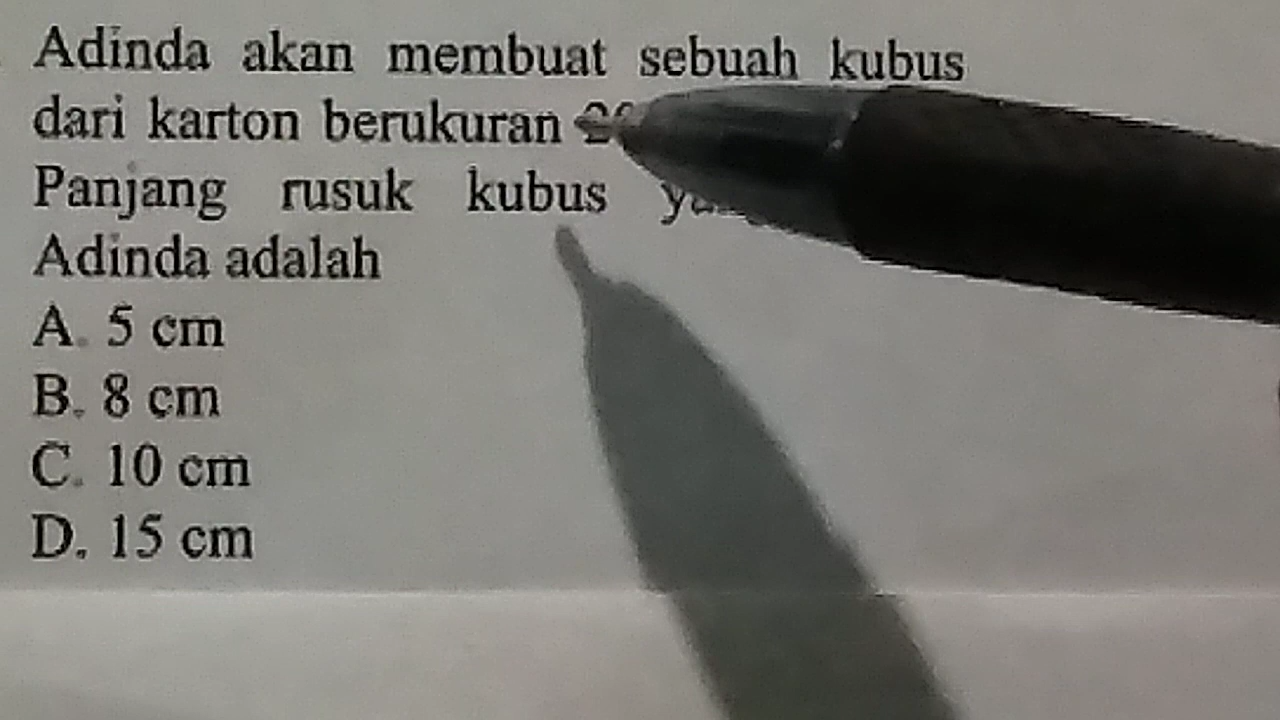 Adinda akan membuat sebuah kubus
dari karton berukuran
Panjang rusuk kubus
Adinda adalah
A. 5 cm
B. 8 cm
C. 10 cm
D. 15 cm